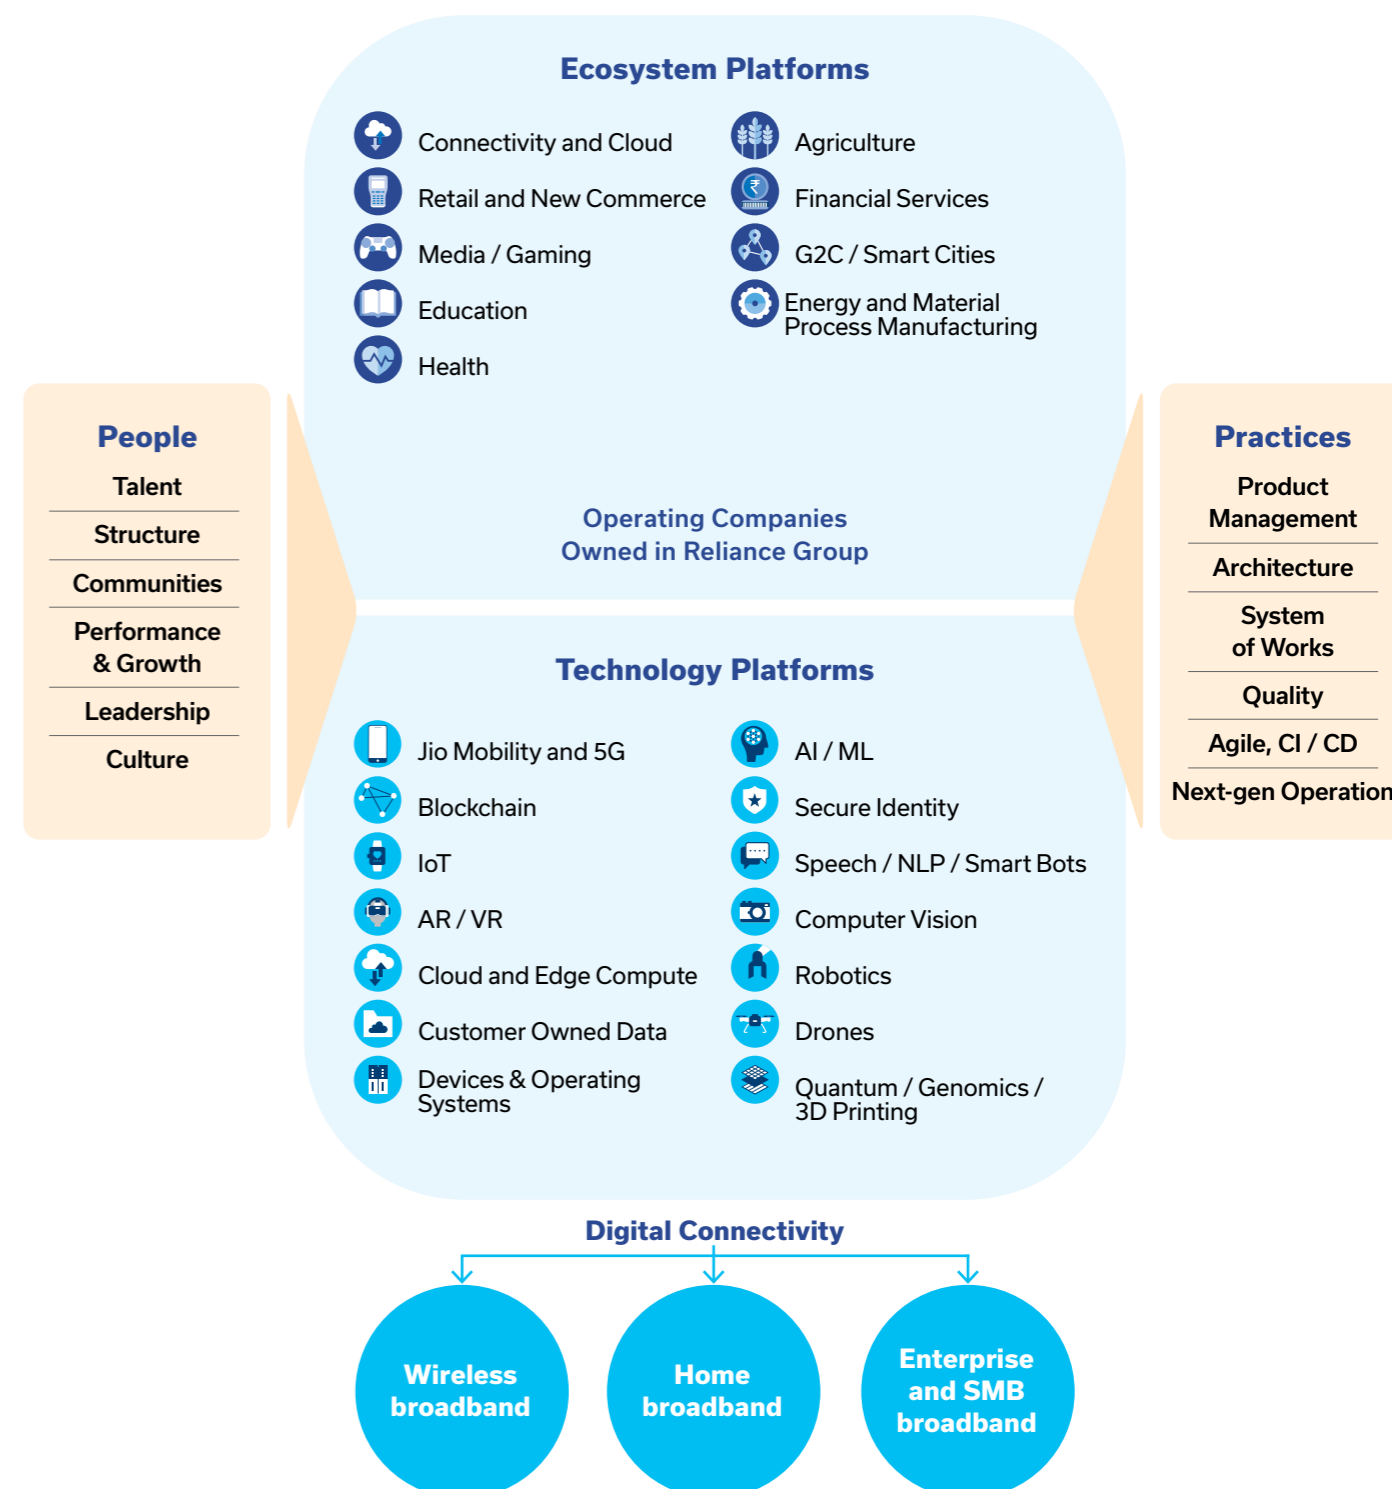 Ecosystem Platforms
Connectivity and Cloud
Retail and New Commerce
Media / Gaming
Education
Health
Agriculture
₹
Financial Services
G2C / Smart Cities
Energy and Material
Process Manufacturing
Operating Companies
Owned in Reliance Group
People
Talent
Structure
Communities
Performance
& Growth
Leadership
Culture
Practices
Product
Management
Architecture
System
of Works
Quality
Agile, CI / CD
Next-gen Operation
Technology Platforms
Jio Mobility and 5G
Blockchain
IoT
AR / VR
Cloud and Edge Compute
Customer Owned Data
Devices & Operating
Systems
AI / ML
Secure Identity
Speech / NLP / Smart Bots
Computer Vision
Robotics
Drones
Quantum / Genomics /
3D Printing
Digital Connectivity
Wireless
broadband
Home
broadband
Enterprise
and SMB
broadband